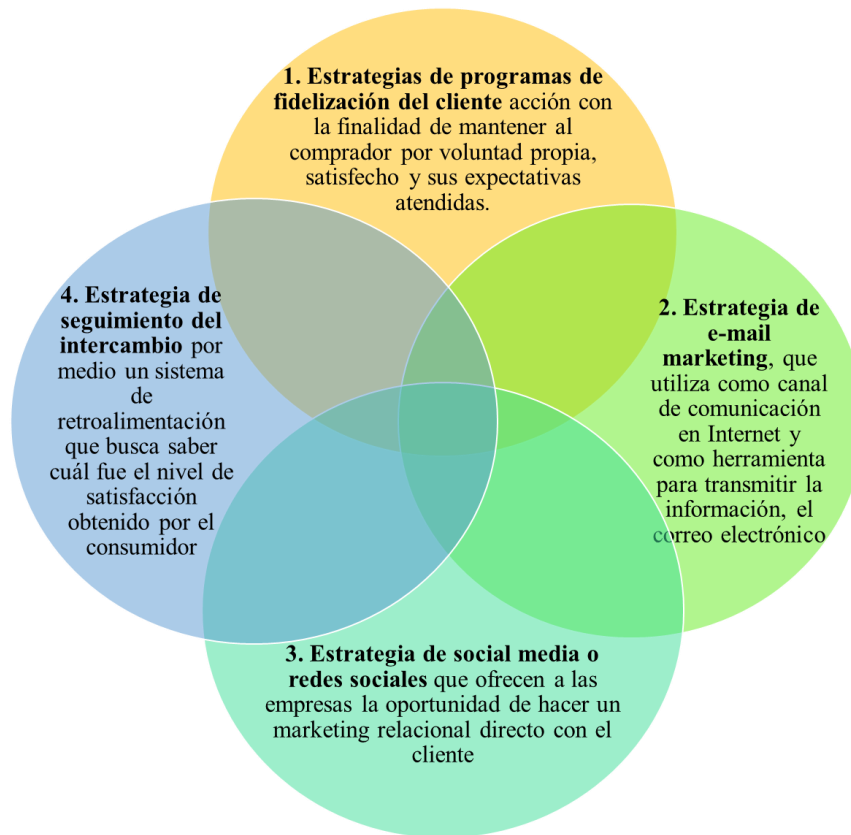 1. Estrategias de programas de
fidelización del cliente acción con
la finalidad de mantener al
comprador por voluntad propia,
satisfecho y sus expectativas
atendidas.
2. Estrategia de
e-mail
marketing, que
utiliza como canal
de comunicación
en Internet y
como herramienta
para transmitir la
información, el
correo electrónico
3. Estrategia de social media o
redes sociales que ofrecen a las
empresas la oportunidad de hacer un
marketing relacional directo con el
cliente
4. Estrategia de
seguimiento del
intercambio por
medio un sistema
de
retroalimentación
que busca saber
cuál fue el nivel de
satisfacción
obtenido por el
consumidor